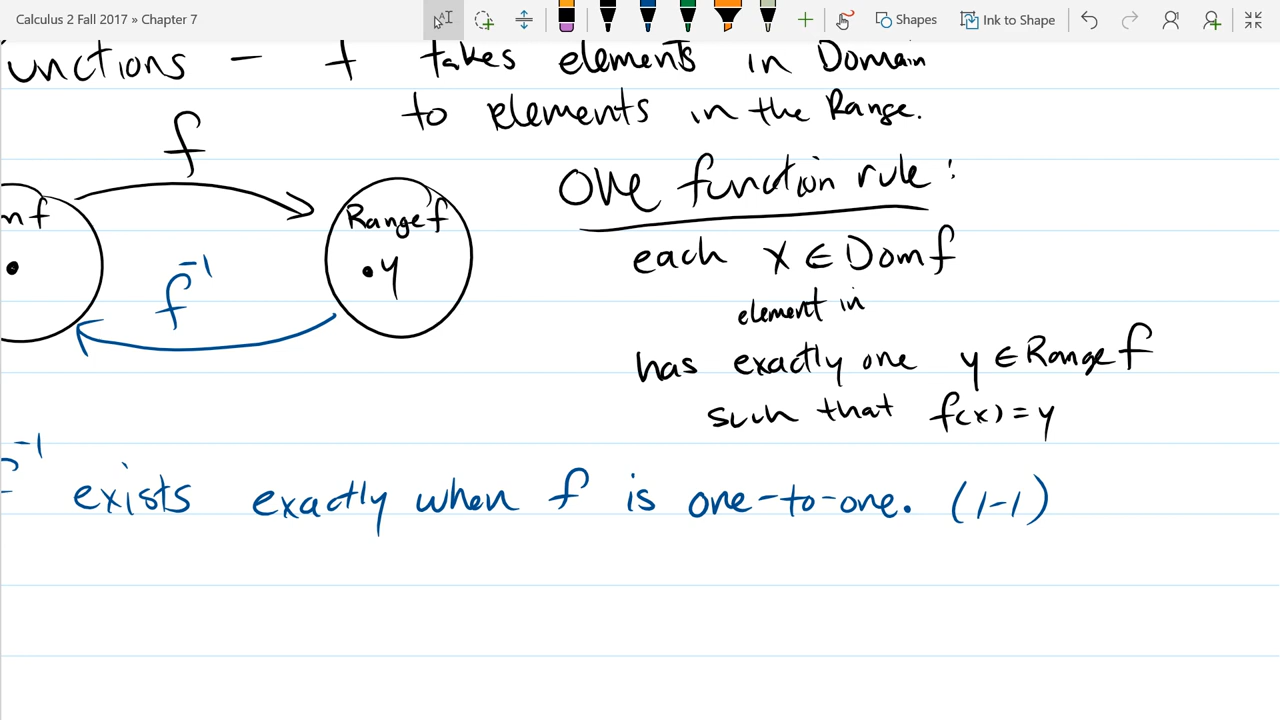 Calculus 2 Fall 2017 » Chapter 7
Shapes
Ink to Shape
unctions - f takes elements in Domain
to elements in the Range.
f
One function rule:
nf
Range f
• y
each x ∈ Dom f
f⁻¹
element in
has exactly one y ∈ Range f
such that f(x) = y
f⁻¹ exists exactly when f is one-to-one. (1-1)